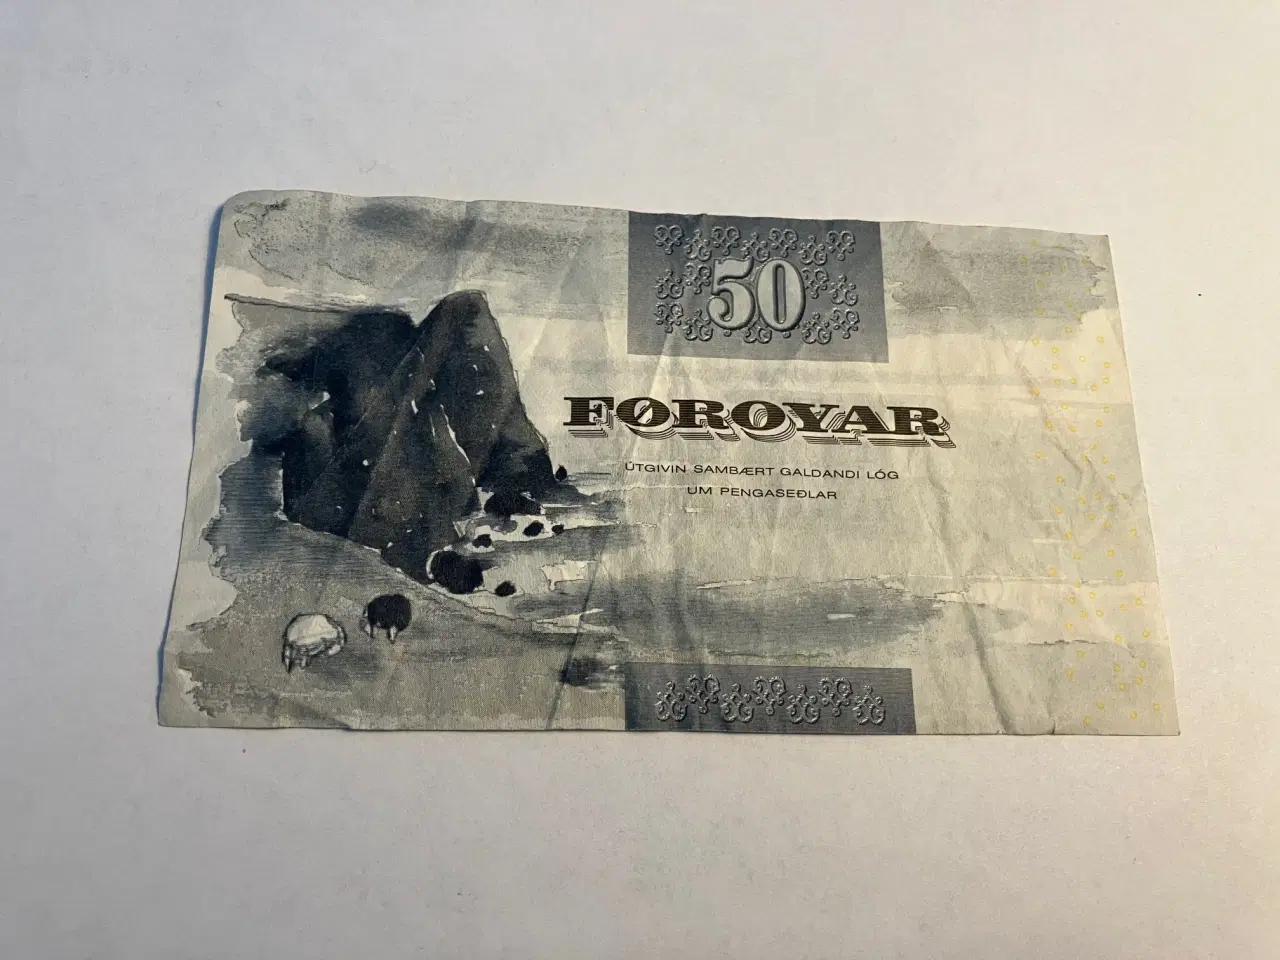 50
FØROYAR
ÚTGIVIN SAMBÆRT GALDANDI LÓG
UM PENGASEÐLAR